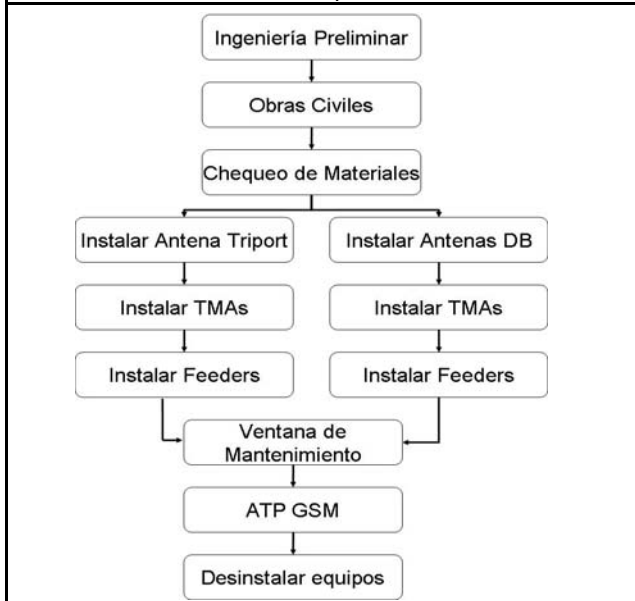 Ingeniería Preliminar
Obras Civiles
Chequeo de Materiales
Instalar Antena Triport
Instalar Antenas DB
Instalar TMAs
Instalar TMAs
Instalar Feeders
Instalar Feeders
Ventana de
Mantenimiento
ATP GSM
Desinstalar equipos